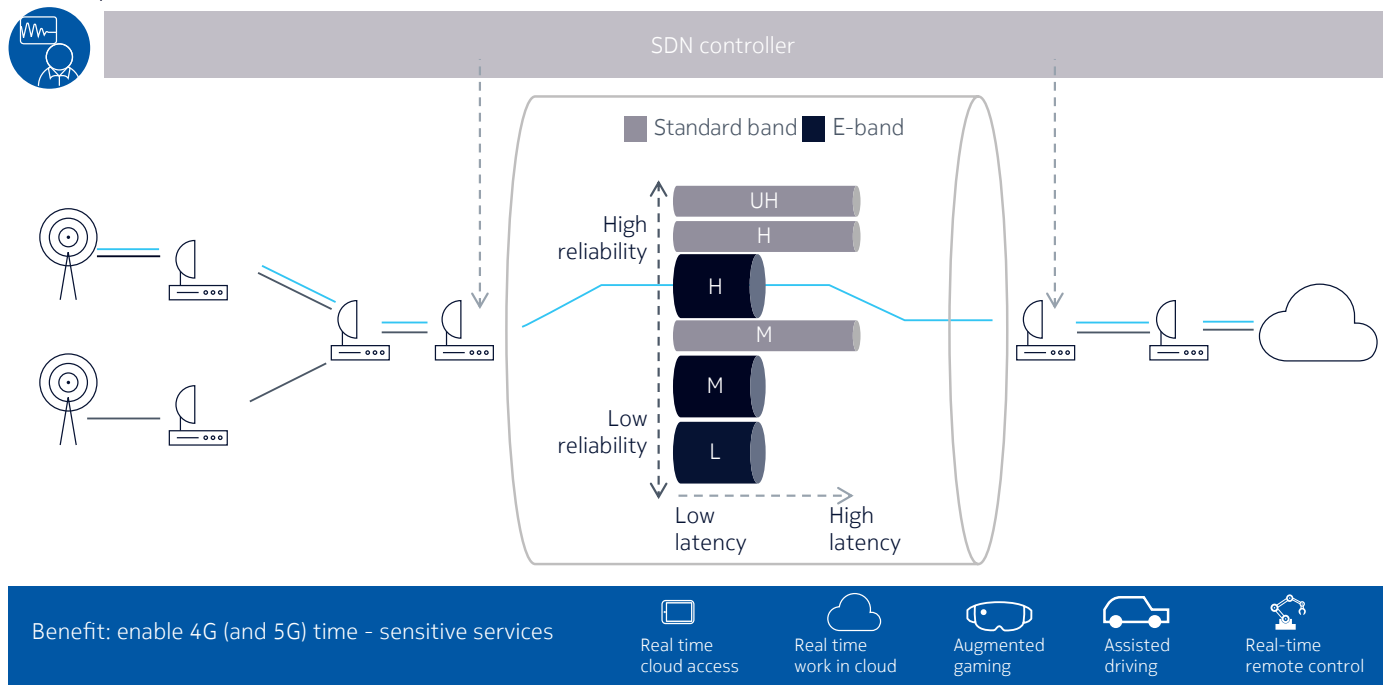 SDN controller
Standard band
E-band
UH
High
reliability
H
H
M
M
Low
reliability
L
Low
latency
High
latency
Benefit: enable 4G (and 5G) time - sensitive services
Real time
cloud access
Real time
work in cloud
Augmented
gaming
Assisted
driving
Real-time
remote control